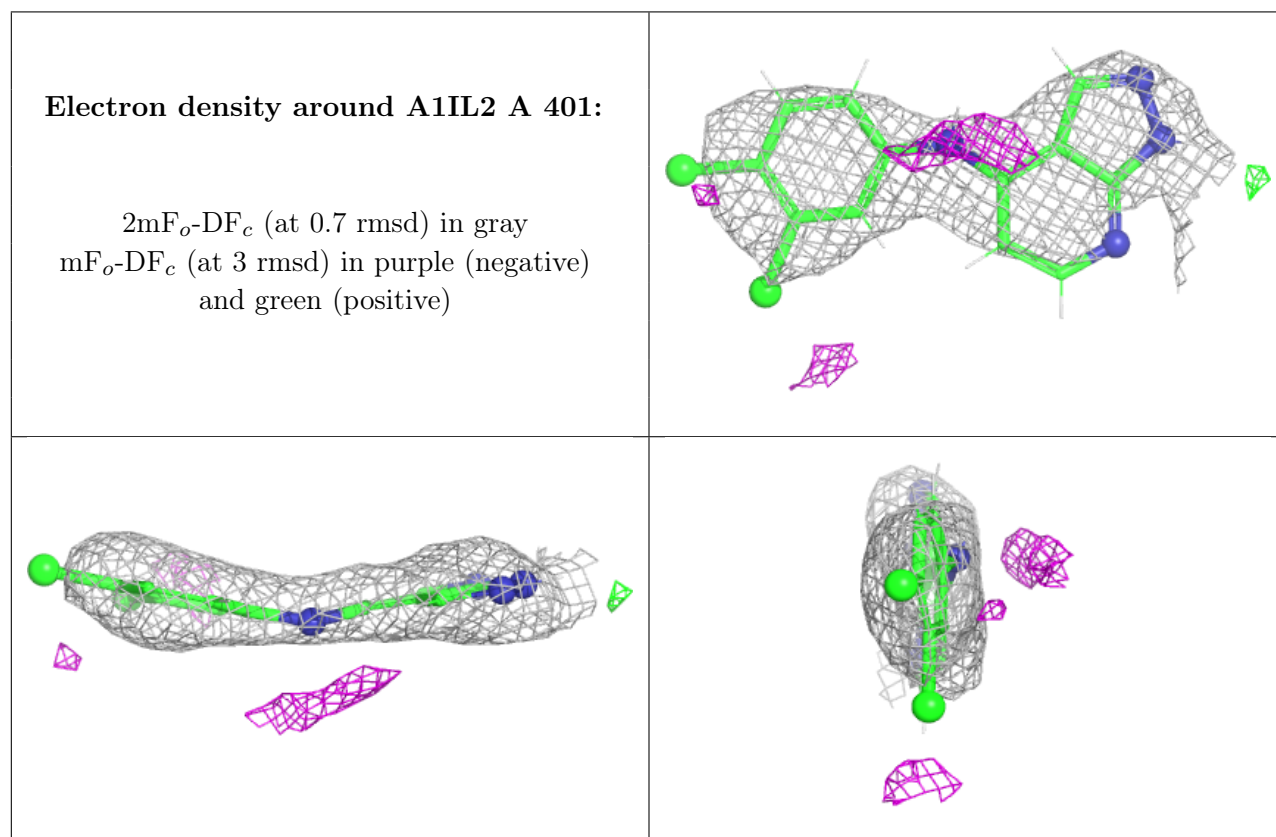 Electron density around A1IL2 A 401:
2mFₒ-DF𝒸 (at 0.7 rmsd) in gray
mFₒ-DF𝒸 (at 3 rmsd) in purple (negative)
and green (positive)